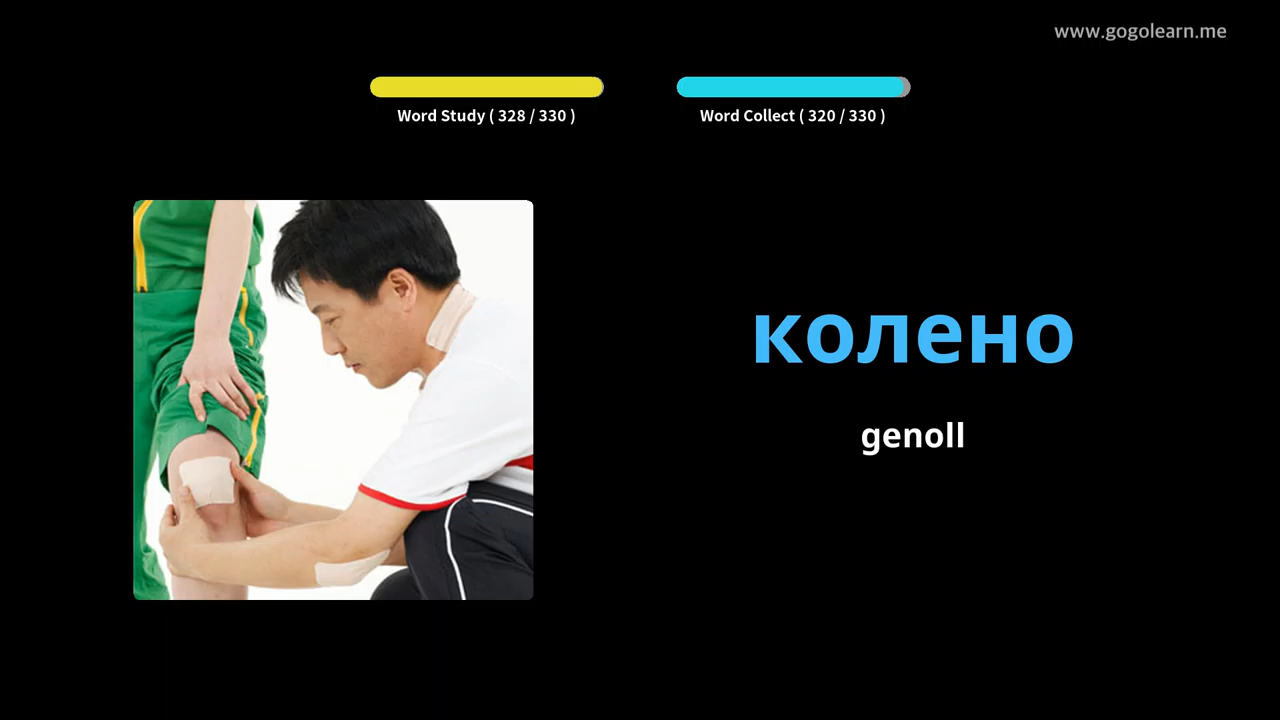 www.gogolearn.me
Word Study ( 328 / 330 )
Word Collect ( 320 / 330 )
колено
genoll